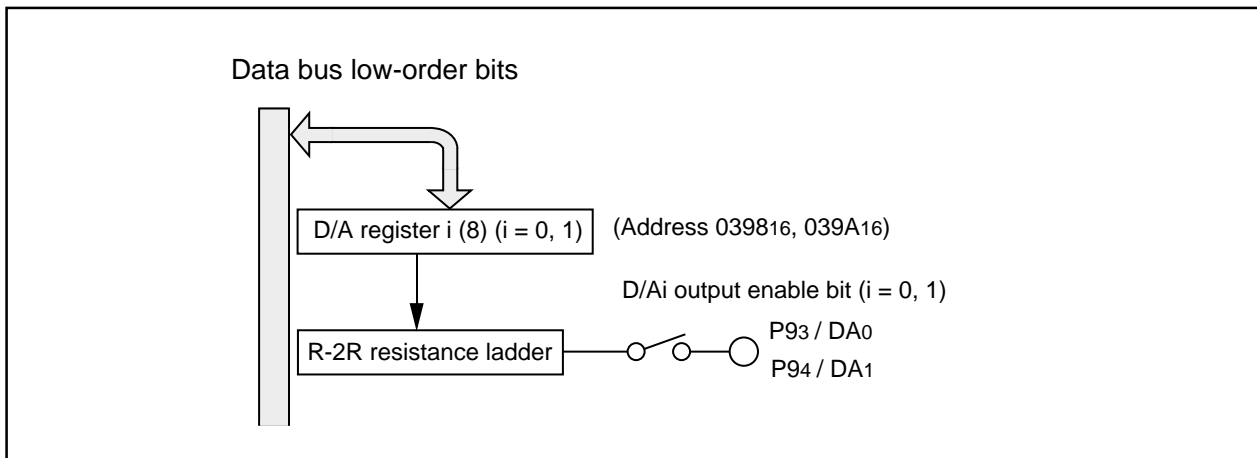 Data bus low-order bits
D/A register i (8) (i = 0, 1)
(Address 039816, 039A16)
D/Ai output enable bit (i = 0, 1)
R-2R resistance ladder
P93 / DA0
P94 / DA1